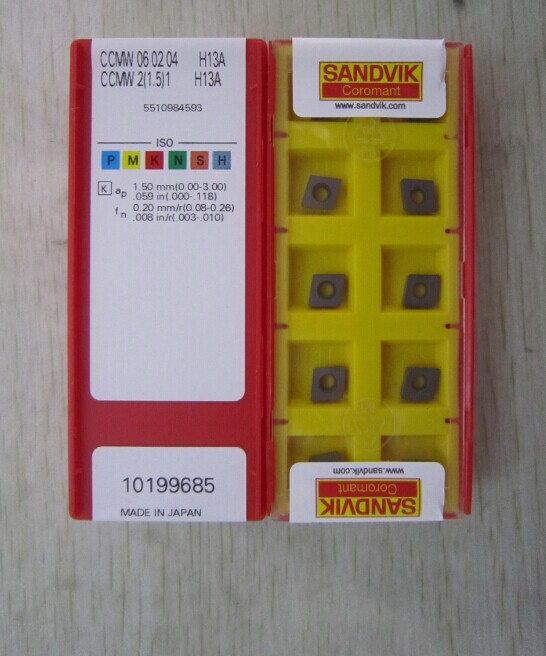 CCMW 06 02 04 H13A
CCMW 2(1.5)1 H13A
5510984593
ISO
P M K N S H
K ap 1.50 mm(0.00-3.00)
.059 in(.000-.118)
fn 0.20 mm/r(0.08-0.26)
.008 in/r(.003-.010)
10199685
MADE IN JAPAN
SANDVIK
Coromant
www.sandvik.com
www.sandvik.com
Coromant
SANDVIK